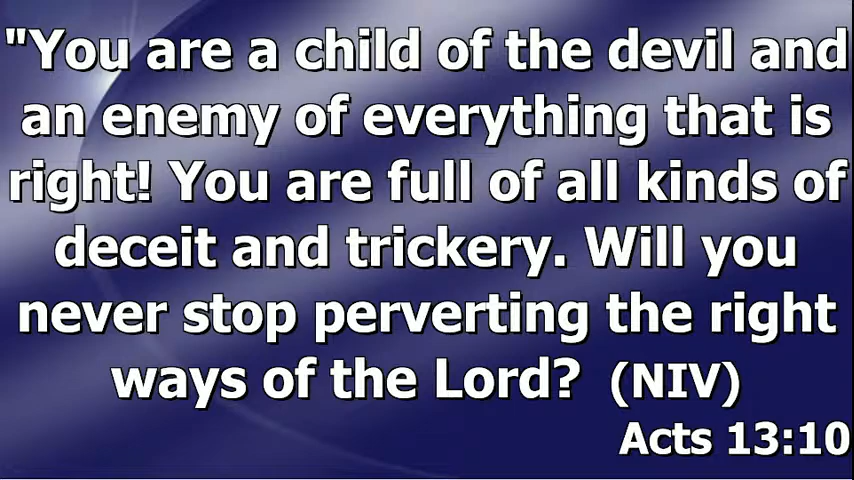 "You are a child of the devil and
an enemy of everything that is
right! You are full of all kinds of
deceit and trickery. Will you
never stop perverting the right
ways of the Lord? (NIV)
Acts 13:10